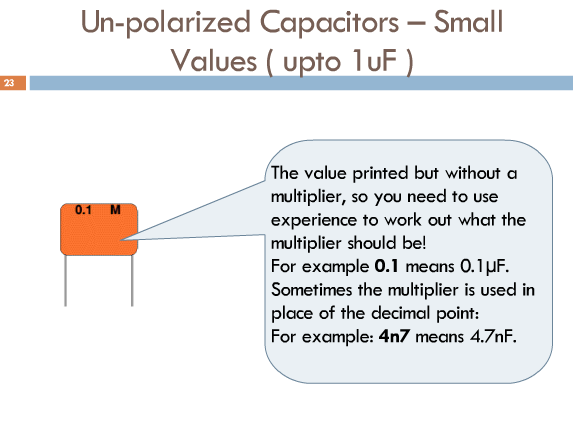 Un-polarized Capacitors – Small
Values ( upto 1uF )
23
0.1 M
The value printed but without a
multiplier, so you need to use
experience to work out what the
multiplier should be!
For example 0.1 means 0.1µF.
Sometimes the multiplier is used in
place of the decimal point:
For example: 4n7 means 4.7nF.